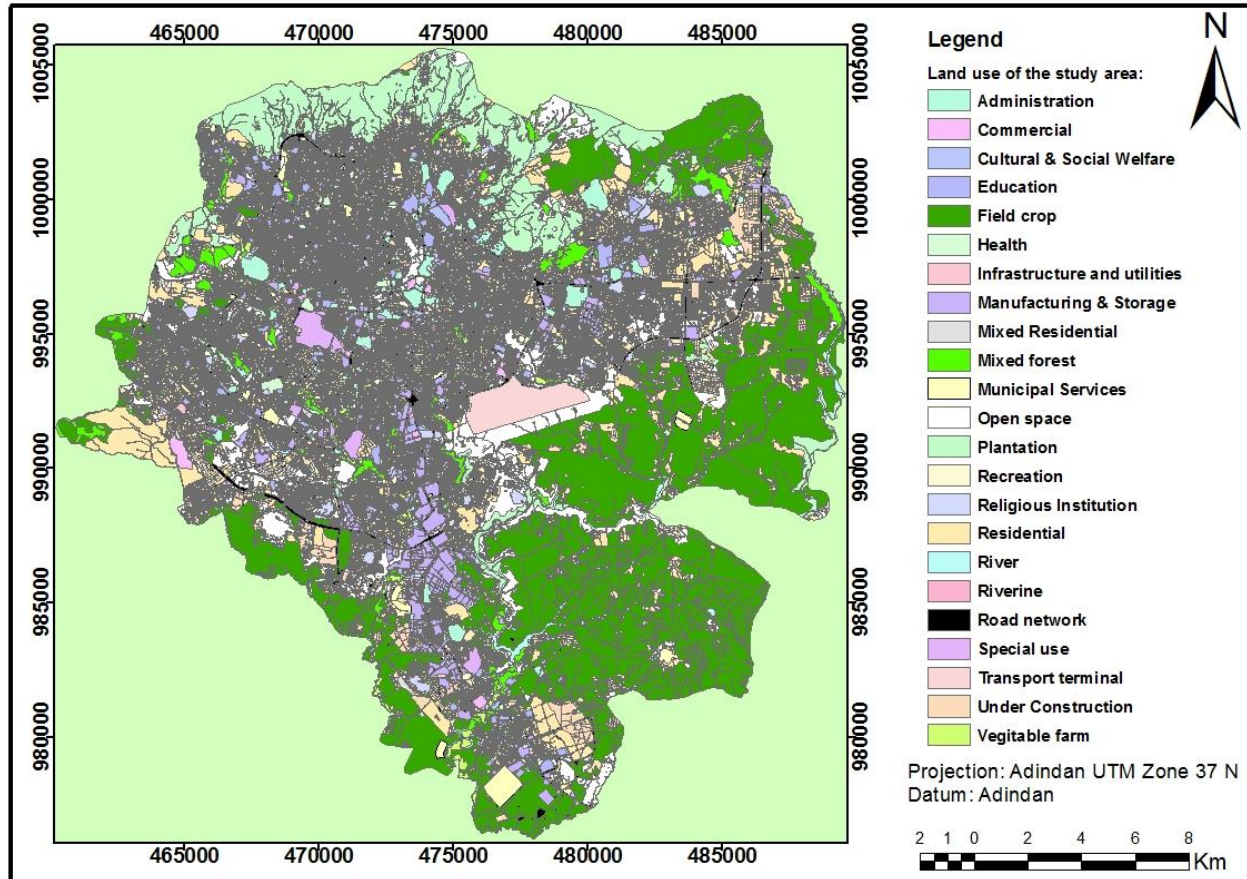 465000 470000 475000 480000 485000
1005000
1000000
995000
990000
985000
980000
1005000
1000000
995000
990000
985000
980000
465000 470000 475000 480000 485000
N
Legend
Land use of the study area:
Administration
Commercial
Cultural & Social Welfare
Education
Field crop
Health
Infrastructure and utilities
Manufacturing & Storage
Mixed Residential
Mixed forest
Municipal Services
Open space
Plantation
Recreation
Religious Institution
Residential
River
Riverine
Road network
Special use
Transport terminal
Under Construction
Vegitable farm
Projection: Adindan UTM Zone 37 N
Datum: Adindan
2 1 0 2 4 6 8
Km